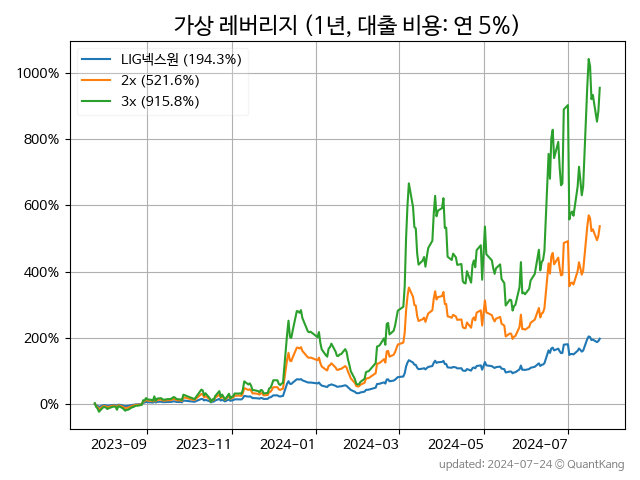 가상 레버리지 (1년, 대출 비용: 연 5%)
LIG넥스원 (194.3%)
2x (521.6%)
3x (915.8%)
1000%
800%
600%
400%
200%
0%
2023-09
2023-11
2024-01
2024-03
2024-05
2024-07
updated: 2024-07-24 © QuantKang